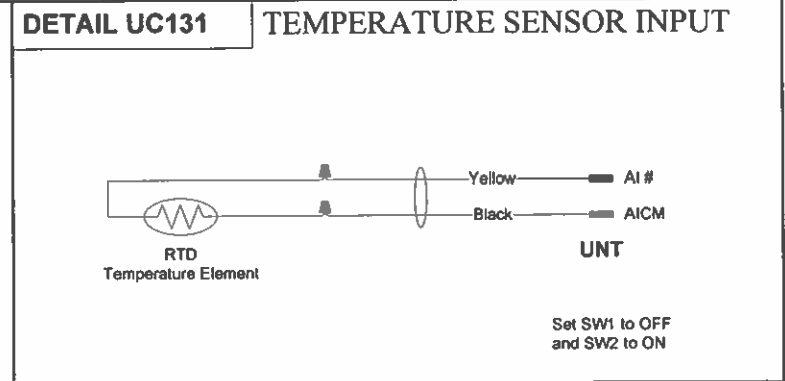 DETAIL UC131
TEMPERATURE SENSOR INPUT
Yellow
AI #
Black
AICM
RTD
Temperature Element
UNT
Set SW1 to OFF
and SW2 to ON